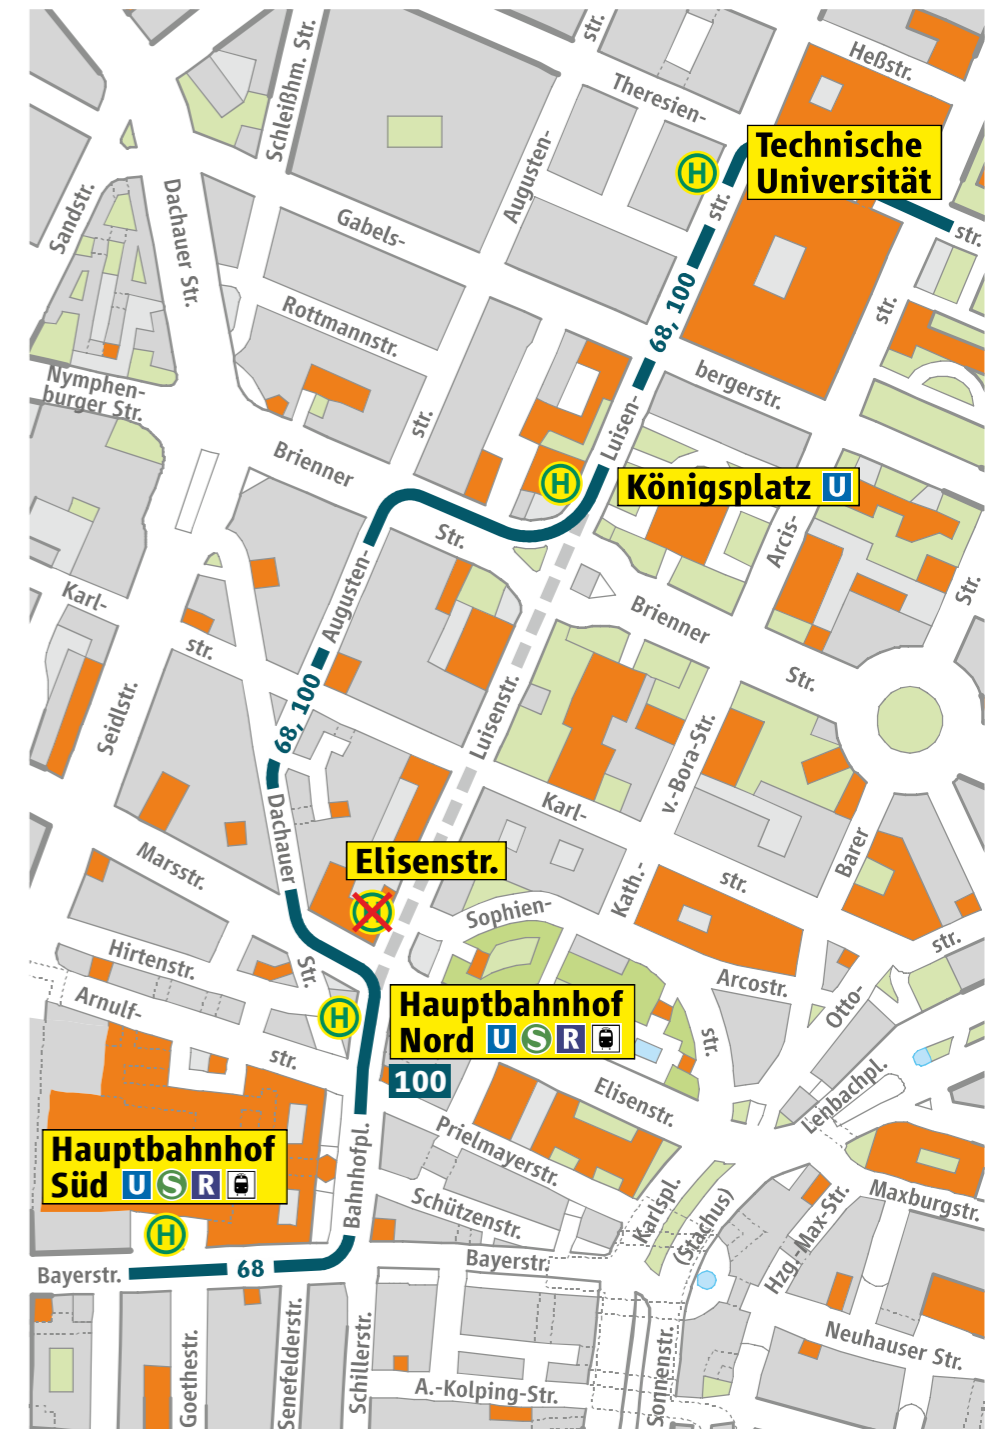 Schleißhm. Str.
str.
Heßstr.
Theresien-
Technische
Universität
H
Augusten-
Sandstr.
Dachauer Str.
Gabels-
str.
str.
68, 100
str.
Rottmannstr.
bergerstr.
Nymphen-
burger Str.
str.
Luisen-
Brienner
H
Königsplatz U
Str.
Arcis-
Augusten-
Karl-
Brienner
Str.
str.
Str.
68, 100
Luisenstr.
Seidlstr.
v.-Bora-Str.
Dachauer
Karl-
Barer
Marsstr.
Elisenstr.
Kath.-
str.
Sophien-
str.
Hirtenstr.
Str.
Arcostr.
Otto-
Arnulf-
H
Hauptbahnhof
Nord U S R
str.
str.
100
Elisenstr.
Lenbachpl.
Prielmayerstr.
Hauptbahnhof
Süd U S R
Bahnhofpl.
Schützenstr.
Karlspl.
(Stachus)
Hzg.-Max-Str.
Maxburgstr.
H
Bayerstr.
68
Bayerstr.
Neuhauser Str.
Goethestr.
Senefelderstr.
Schillerstr.
A.-Kolping-Str.
Sonnenstr.